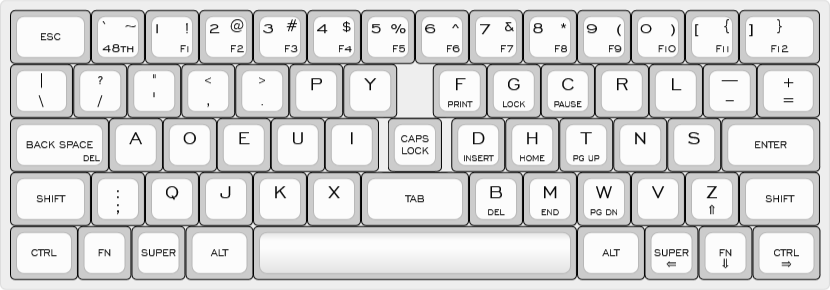 ESC ` ~ 48TH 1 ! F1 2 @ F2 3 # F3 4 $ F4 5 % F5 6 ^ F6 7 & F7 8 * F8 9 ( F9 0 ) F10 [ { F11 ] } F12
| \ ? / " ' < , > . P Y F PRINT G LOCK C PAUSE R L — – + =
BACK SPACE DEL A O E U I CAPS LOCK D INSERT H HOME T PG UP N S ENTER
SHIFT : ; Q J K X TAB B DEL M END W PG DN V Z ⇑ SHIFT
CTRL FN SUPER ALT ALT SUPER ⇐ FN ⇓ CTRL ⇒